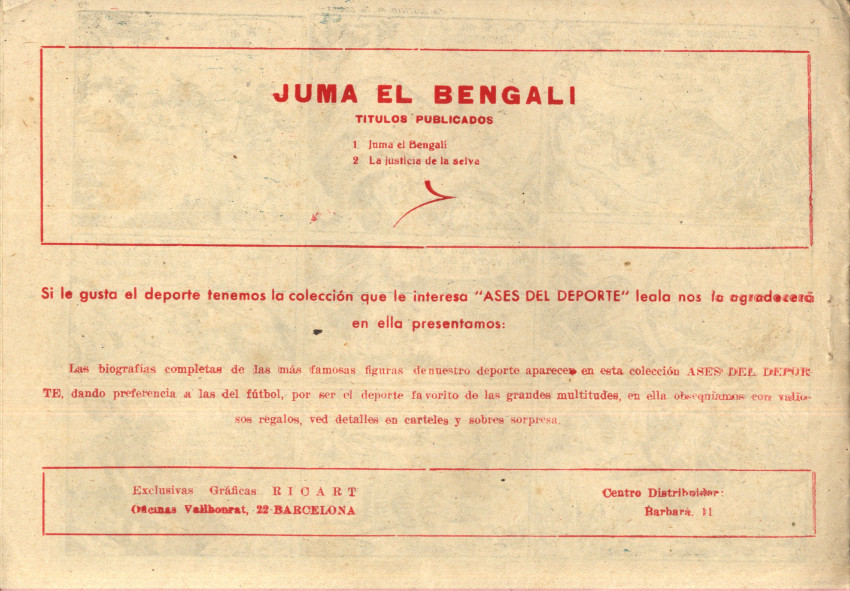 JUMA EL BENGALI
TITULOS PUBLICADOS
1 Juma el Bengali
2 La justicia de la selva
Si le gusta el deporte tenemos la colección que le interesa "ASES DEL DEPORTE" leala nos lo agradecerá
en ella presentamos:
Las biografías completas de las más famosas figuras de nuestro deporte aparecen en esta colección ASES DEL DEPOR-
TE, dando preferencia a las del fútbol, por ser el deporte favorito de las grandes multitudes, en ella obsequiamos con valio-
sos regalos, ved detalles en carteles y sobres sorpresa.
Exclusivas Gráficas RICART
Oficinas Vallhonrat, 22-BARCELONA
Centro Distribuidor:
Barbará, 11